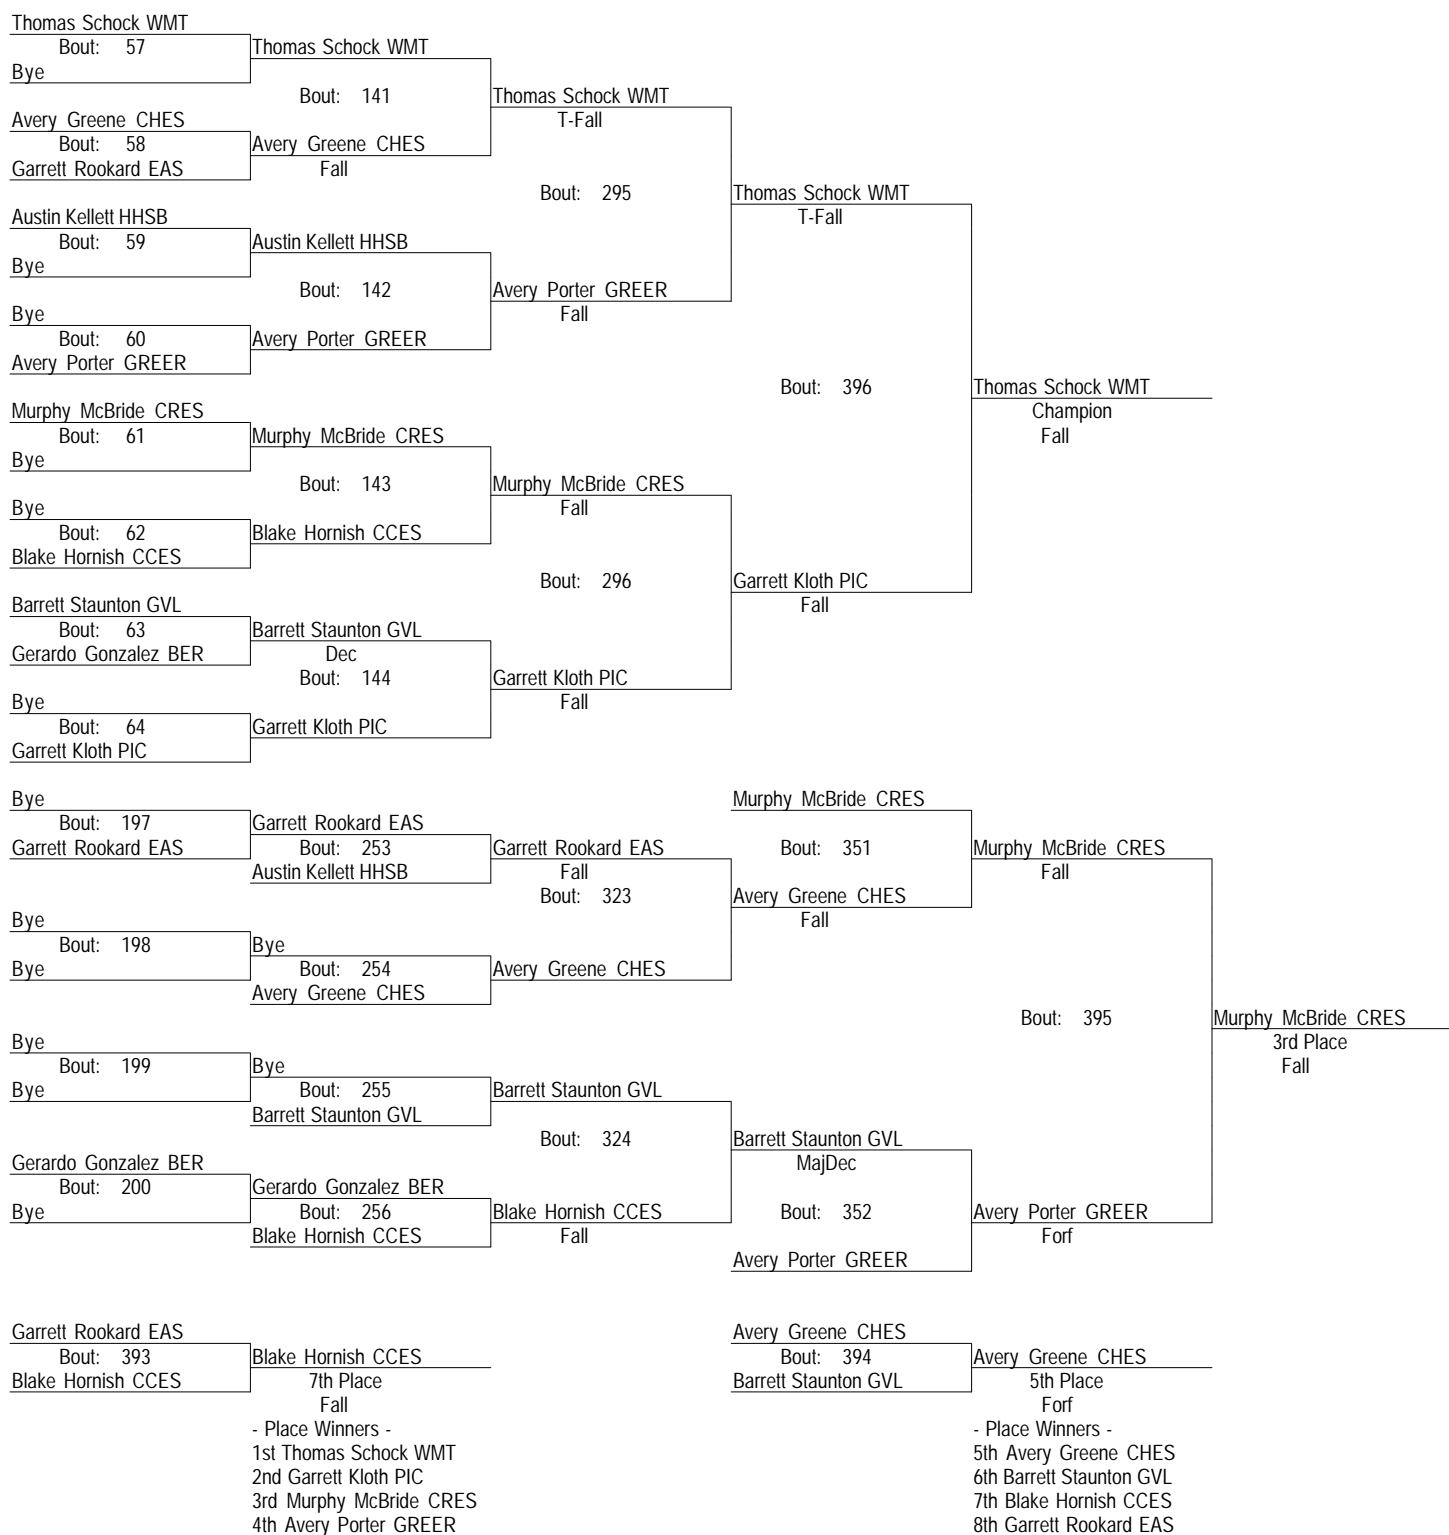 Thomas Schock WMT
Bout: 57
Thomas Schock WMT
Bye
Bout: 141
Thomas Schock WMT
T-Fall
Avery Greene CHES
Bout: 58
Avery Greene CHES
Garrett Rookard EAS
Fall
Bout: 295
Thomas Schock WMT
T-Fall
Austin Kellett HHSB
Bout: 59
Austin Kellett HHSB
Bye
Bout: 142
Avery Porter GREER
Fall
Bye
Bout: 60
Avery Porter GREER
Avery Porter GREER
Bout: 396
Thomas Schock WMT
Champion
Fall
Murphy McBride CRES
Bout: 61
Murphy McBride CRES
Bye
Bout: 143
Murphy McBride CRES
Fall
Bye
Bout: 62
Blake Hornish CCES
Blake Hornish CCES
Bout: 296
Garrett Kloth PIC
Fall
Barrett Staunton GVL
Bout: 63
Barrett Staunton GVL
Gerardo Gonzalez BER
Dec
Bout: 144
Garrett Kloth PIC
Fall
Bye
Bout: 64
Garrett Kloth PIC
Garrett Kloth PIC
Bye
Murphy McBride CRES
Bout: 197
Garrett Rookard EAS
Garrett Rookard EAS
Bout: 253
Garrett Rookard EAS
Bout: 351
Murphy McBride CRES
Austin Kellett HHSB
Fall
Fall
Bout: 323
Avery Greene CHES
Fall
Bye
Bout: 198
Bye
Bye
Bout: 254
Avery Greene CHES
Avery Greene CHES
Bout: 395
Murphy McBride CRES
3rd Place
Fall
Bye
Bout: 199
Bye
Bye
Bout: 255
Barrett Staunton GVL
Barrett Staunton GVL
Bout: 324
Barrett Staunton GVL
MajDec
Gerardo Gonzalez BER
Bout: 200
Gerardo Gonzalez BER
Bye
Bout: 256
Blake Hornish CCES
Bout: 352
Avery Porter GREER
Blake Hornish CCES
Fall
Forf
Avery Porter GREER
Garrett Rookard EAS
Bout: 393
Blake Hornish CCES
Blake Hornish CCES
7th Place
Fall
- Place Winners -
1st Thomas Schock WMT
2nd Garrett Kloth PIC
3rd Murphy McBride CRES
4th Avery Porter GREER
Avery Greene CHES
Bout: 394
Avery Greene CHES
Barrett Staunton GVL
5th Place
Forf
- Place Winners -
5th Avery Greene CHES
6th Barrett Staunton GVL
7th Blake Hornish CCES
8th Garrett Rookard EAS